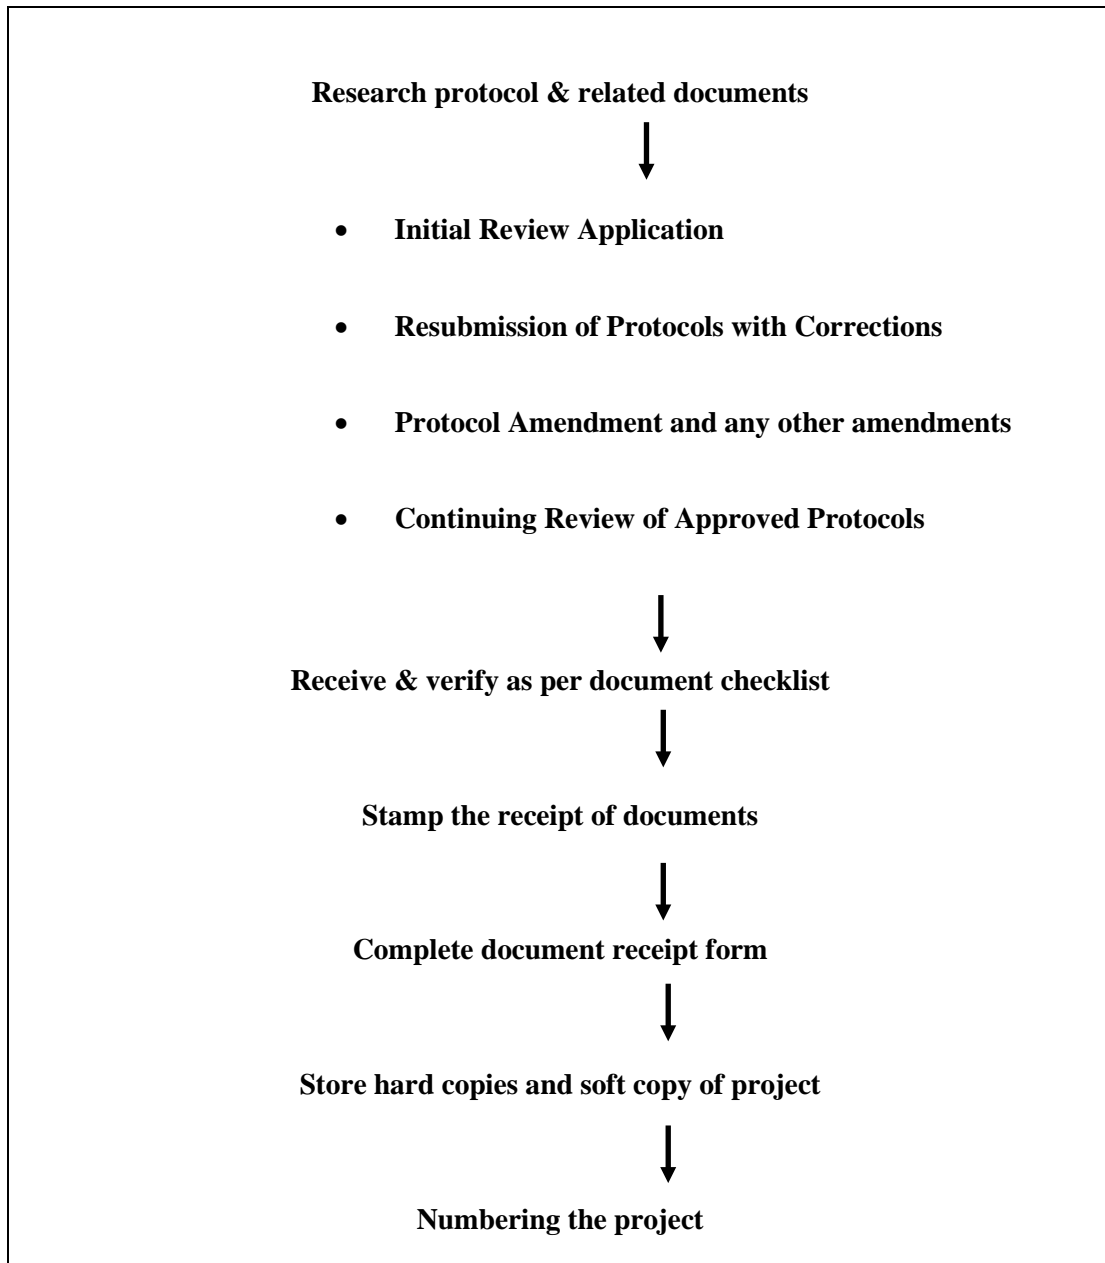 Research protocol & related documents
• Initial Review Application
• Resubmission of Protocols with Corrections
• Protocol Amendment and any other amendments
• Continuing Review of Approved Protocols
Receive & verify as per document checklist
Stamp the receipt of documents
Complete document receipt form
Store hard copies and soft copy of project
Numbering the project